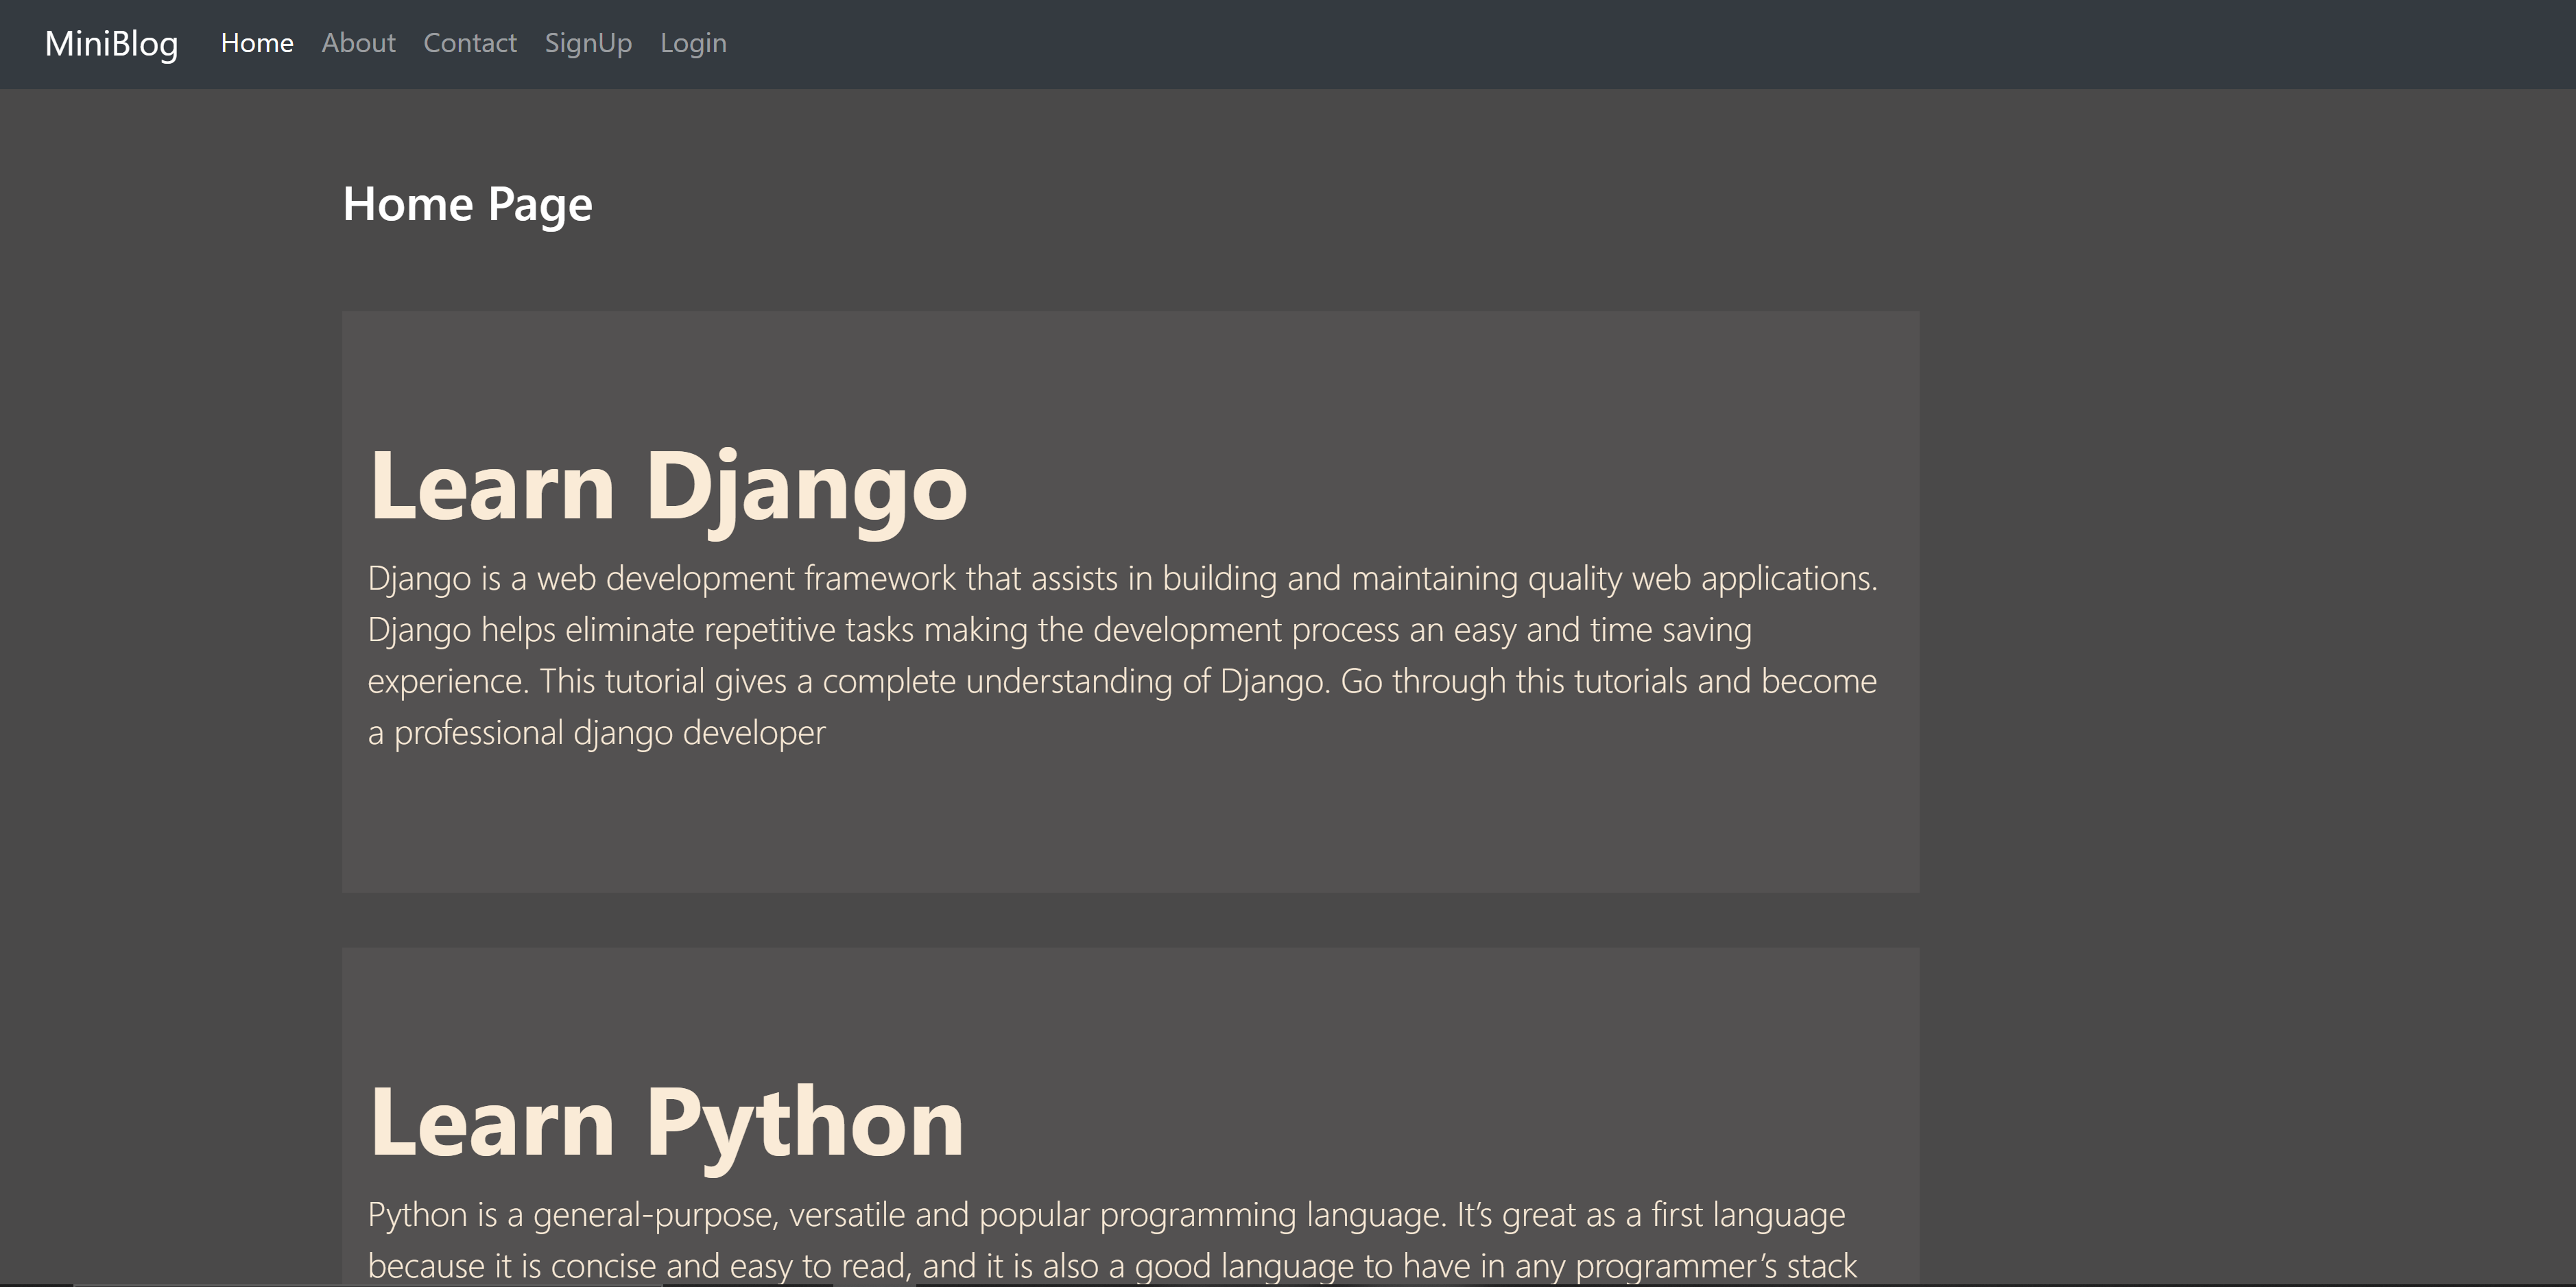 MiniBlog Home About Contact SignUp Login
Home Page
Learn Django
Django is a web development framework that assists in building and maintaining quality web applications.
Django helps eliminate repetitive tasks making the development process an easy and time saving
experience. This tutorial gives a complete understanding of Django. Go through this tutorials and become
a professional django developer
Learn Python
Python is a general-purpose, versatile and popular programming language. It’s great as a first language
because it is concise and easy to read, and it is also a good language to have in any programmer’s stack